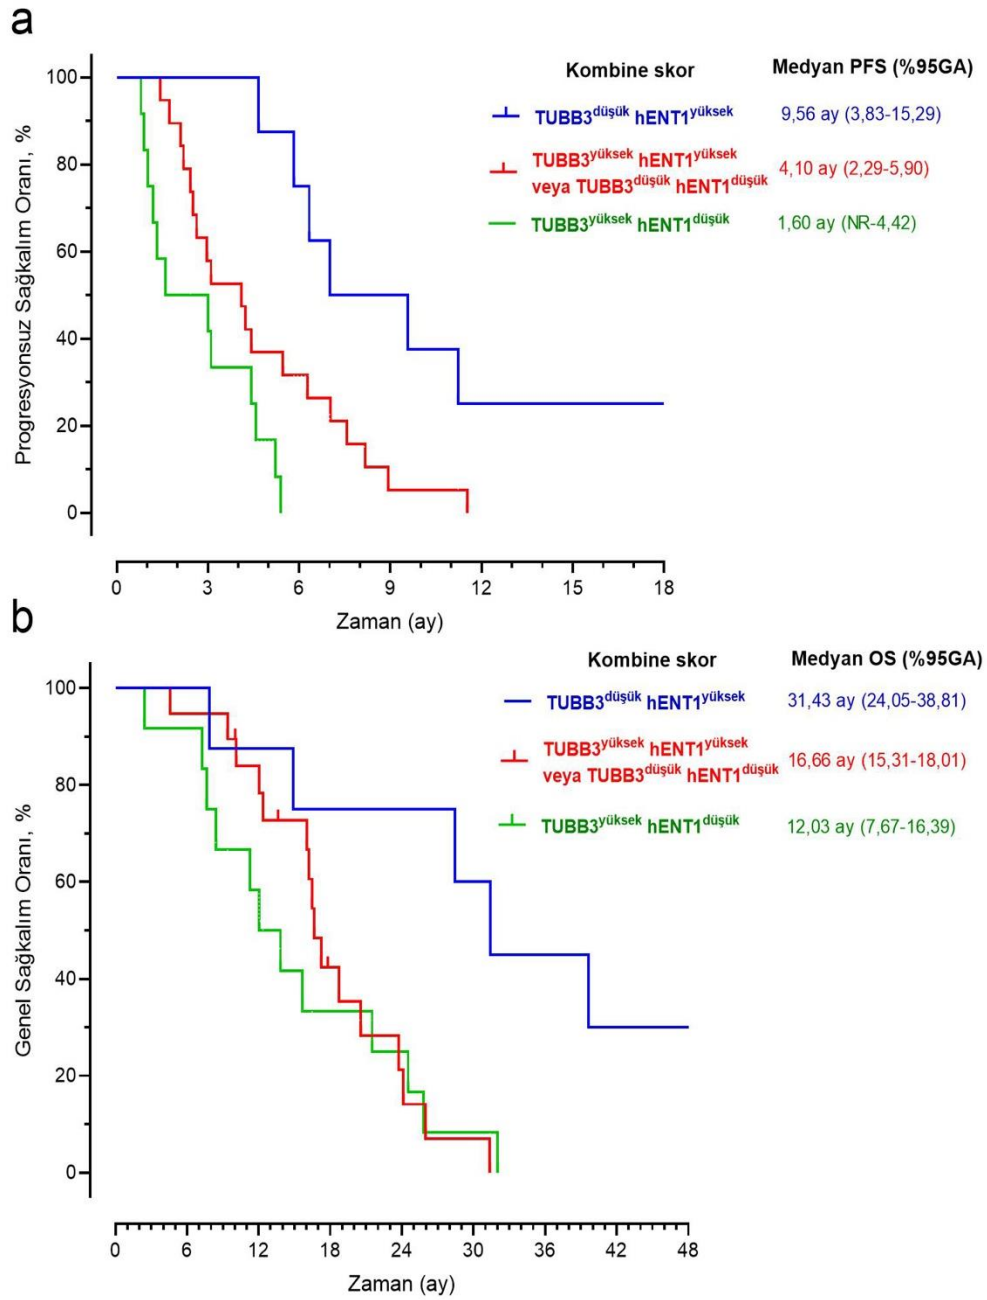 a
Kombine skor Medyan PFS (%95GA)
TUBB3düşük hENT1yüksek 9,56 ay (3,83-15,29)
TUBB3yüksek hENT1yüksek
veya TUBB3düşük hENT1düşük 4,10 ay (2,29-5,90)
TUBB3yüksek hENT1düşük 1,60 ay (NR-4,42)
Progresyonsuz Sağkalım Oranı, %
100
80
60
40
20
0
0 3 6 9 12 15 18
Zaman (ay)
b
Kombine skor Medyan OS (%95GA)
TUBB3düşük hENT1yüksek 31,43 ay (24,05-38,81)
TUBB3yüksek hENT1yüksek
veya TUBB3düşük hENT1düşük 16,66 ay (15,31-18,01)
TUBB3yüksek hENT1düşük 12,03 ay (7,67-16,39)
Genel Sağkalım Oranı, %
100
80
60
40
20
0
0 6 12 18 24 30 36 42 48
Zaman (ay)